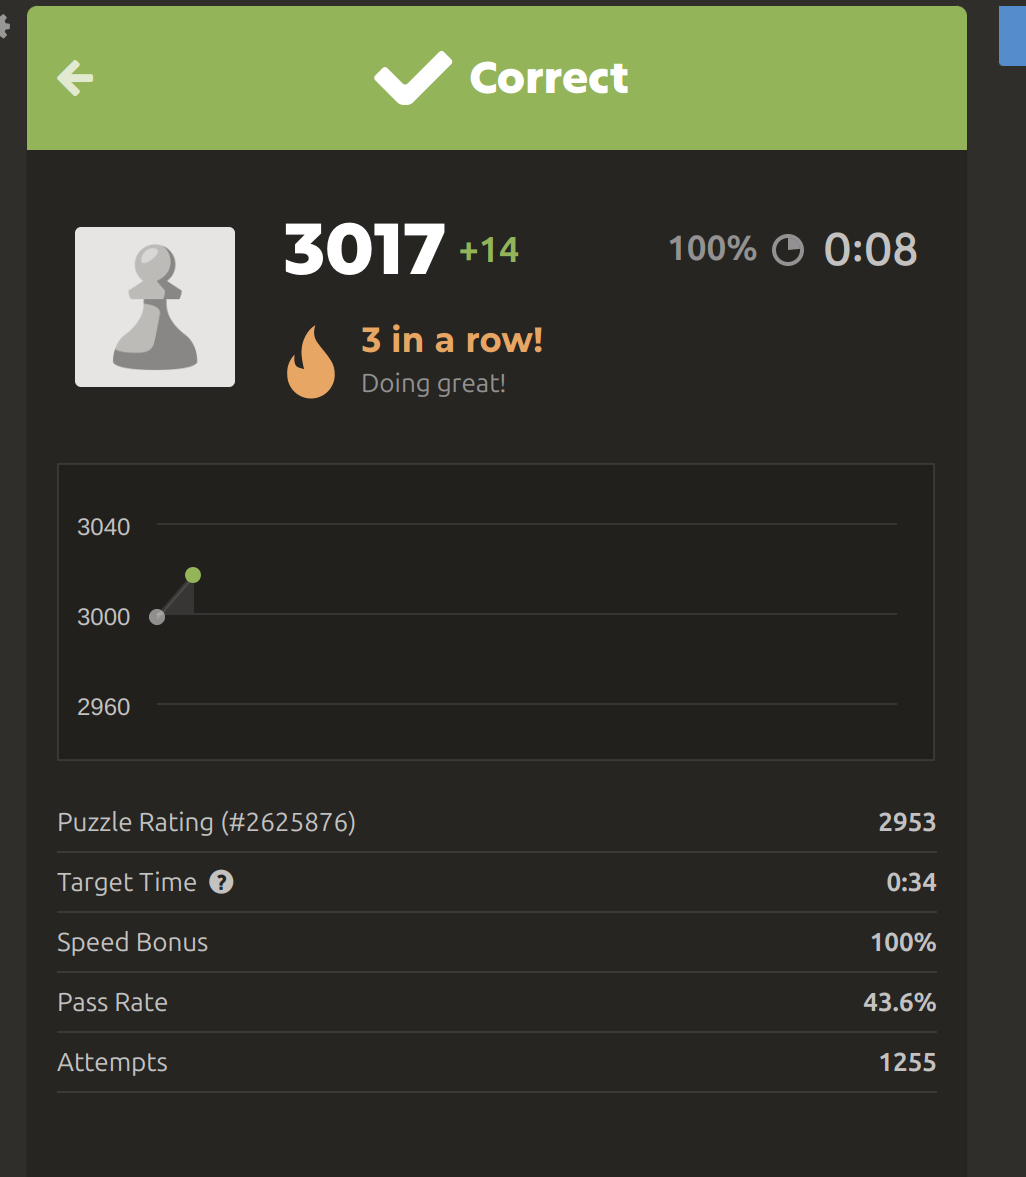 Correct
3017 +14 100% 0:08
3 in a row!
Doing great!
3040
3000
2960
Puzzle Rating (#2625876) 2953
Target Time ? 0:34
Speed Bonus 100%
Pass Rate 43.6%
Attempts 1255